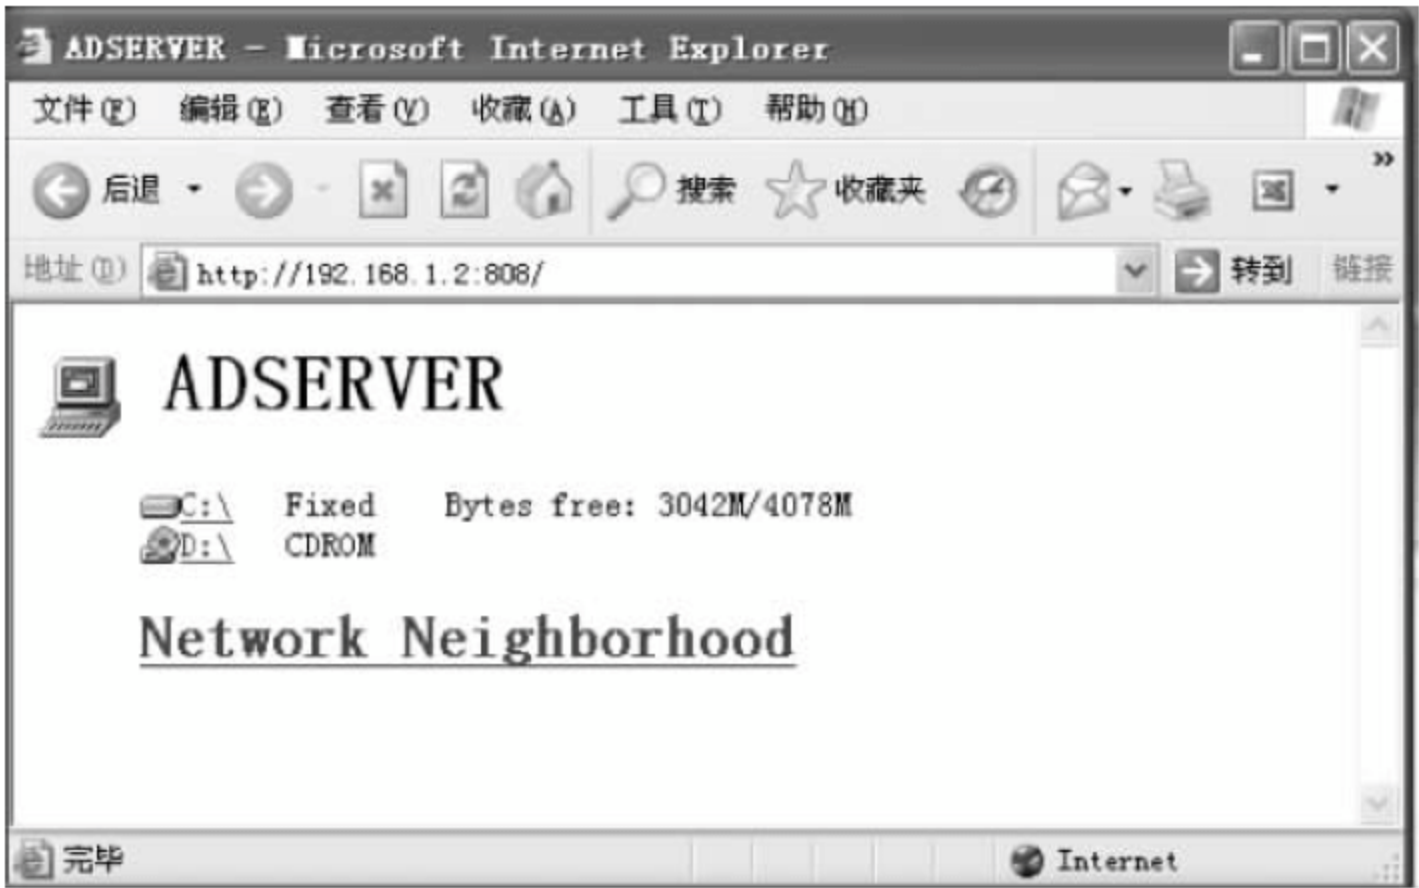 ADSERVER - Microsoft Internet Explorer
文件(F) 编辑(E) 查看(V) 收藏(A) 工具(T) 帮助(H)
后退 搜索 收藏夹 »
地址(D) http://192.168.1.2:808/ 转到 链接
ADSERVER
C:\ Fixed Bytes free: 3042M/4078M
D:\ CDROM
Network Neighborhood
完毕 Internet